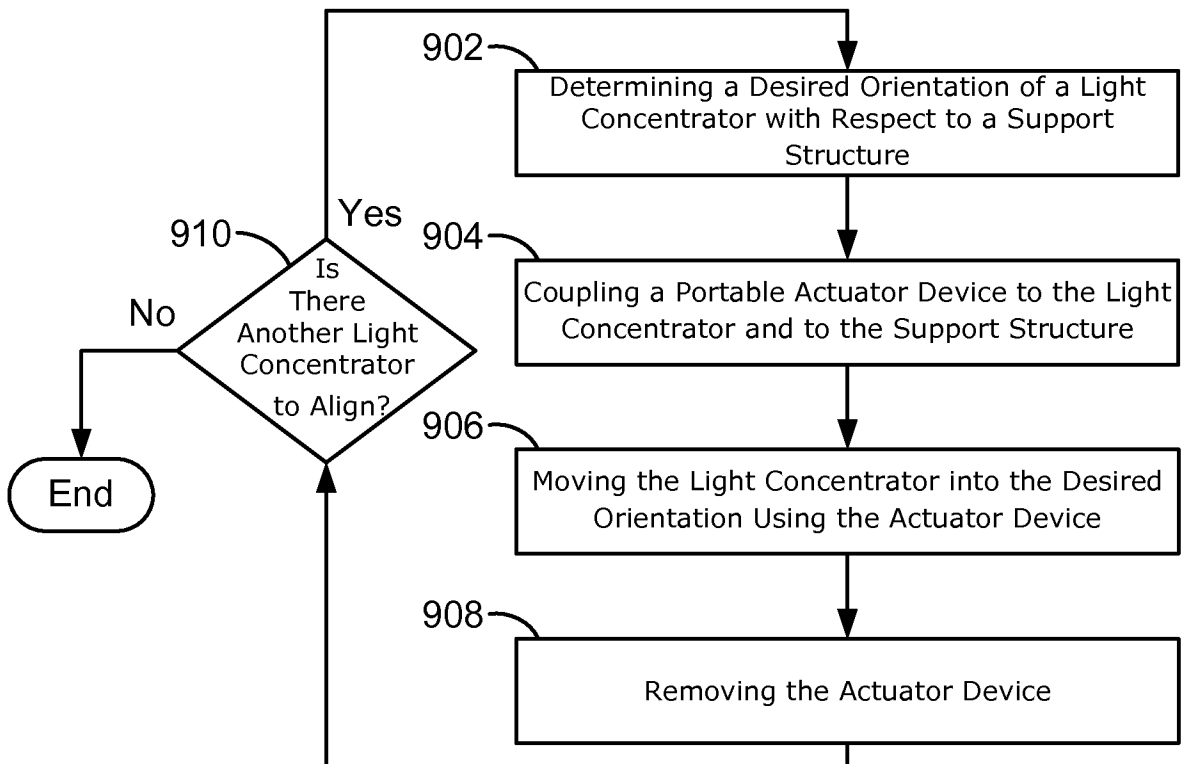 902
Determining a Desired Orientation of a Light
Concentrator with Respect to a Support
Structure
904
Coupling a Portable Actuator Device to the Light
Concentrator and to the Support Structure
906
Moving the Light Concentrator into the Desired
Orientation Using the Actuator Device
908
Removing the Actuator Device
910
Is
There
Another Light
Concentrator
to Align?
Yes
No
End